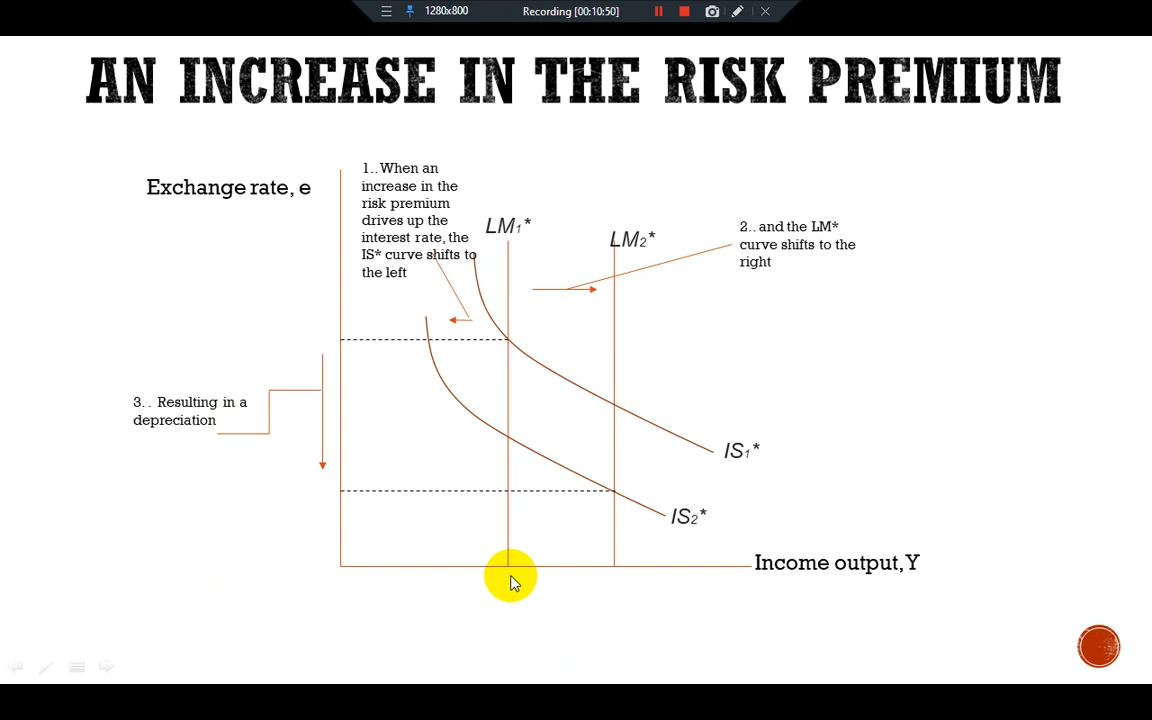 1280x800
Recording [00:10:50]
AN INCREASE IN THE RISK PREMIUM
Exchange rate, e
1.. When an
increase in the
risk premium
drives up the
interest rate, the
IS* curve shifts to
the left
LM1*
LM2*
2.. and the LM*
curve shifts to the
right
3. . Resulting in a
depreciation
IS1*
IS2*
Income output, Y